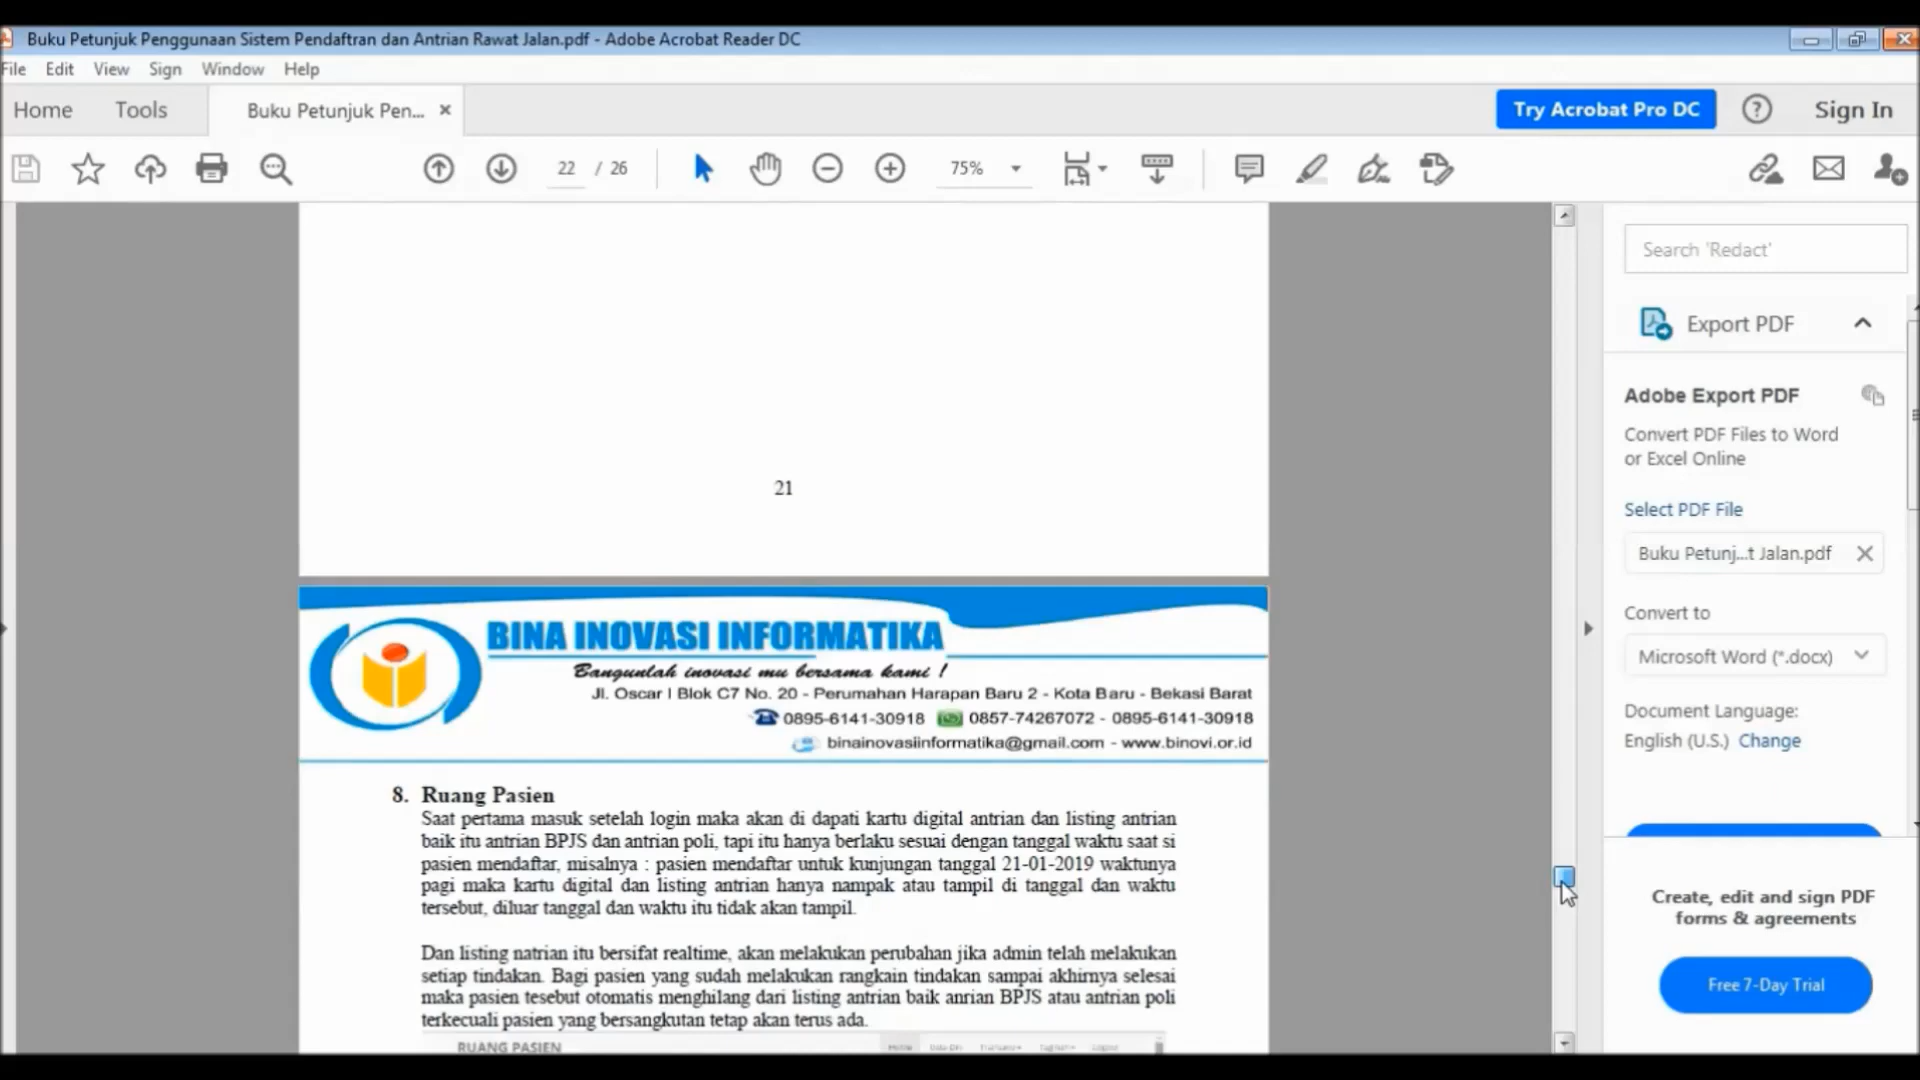 Buku Petunjuk Penggunaan Sistem Pendaftran dan Antrian Rawat Jalan.pdf - Adobe Acrobat Reader DC
File Edit View Sign Window Help
Home Tools Buku Petunjuk Pen... Try Acrobat Pro DC Sign In
22 / 26 75%
Search 'Redact'
Export PDF
Adobe Export PDF
Convert PDF Files to Word
or Excel Online
Select PDF File
Buku Petunj...t Jalan.pdf
Convert to
Microsoft Word (*.docx)
Document Language:
English (U.S.) Change
Create, edit and sign PDF
forms & agreements
Free 7-Day Trial
21
BINA INOVASI INFORMATIKA
Bangunlah inovasi mu bersama kami !
Jl. Oscar I Blok C7 No. 20 - Perumahan Harapan Baru 2 - Kota Baru - Bekasi Barat
0895-6141-30918 0857-74267072 - 0895-6141-30918
binainovasiinformatika@gmail.com - www.binovi.or.id
8. Ruang Pasien
Saat pertama masuk setelah login maka akan di dapati kartu digital antrian dan listing antrian
baik itu antrian BPJS dan antrian poli, tapi itu hanya berlaku sesuai dengan tanggal waktu saat si
pasien mendaftar, misalnya : pasien mendaftar untuk kunjungan tanggal 21-01-2019 waktunya
pagi maka kartu digital dan listing antrian hanya nampak atau tampil di tanggal dan waktu
tersebut, diluar tanggal dan waktu itu tidak akan tampil.
Dan listing natrian itu bersifat realtime, akan melakukan perubahan jika admin telah melakukan
setiap tindakan. Bagi pasien yang sudah melakukan rangkain tindakan sampai akhirnya selesai
maka pasien tesebut otomatis menghilang dari listing antrian baik anrian BPJS atau antrian poli
terkecuali pasien yang bersangkutan tetap akan terus ada.
RUANG PASIEN